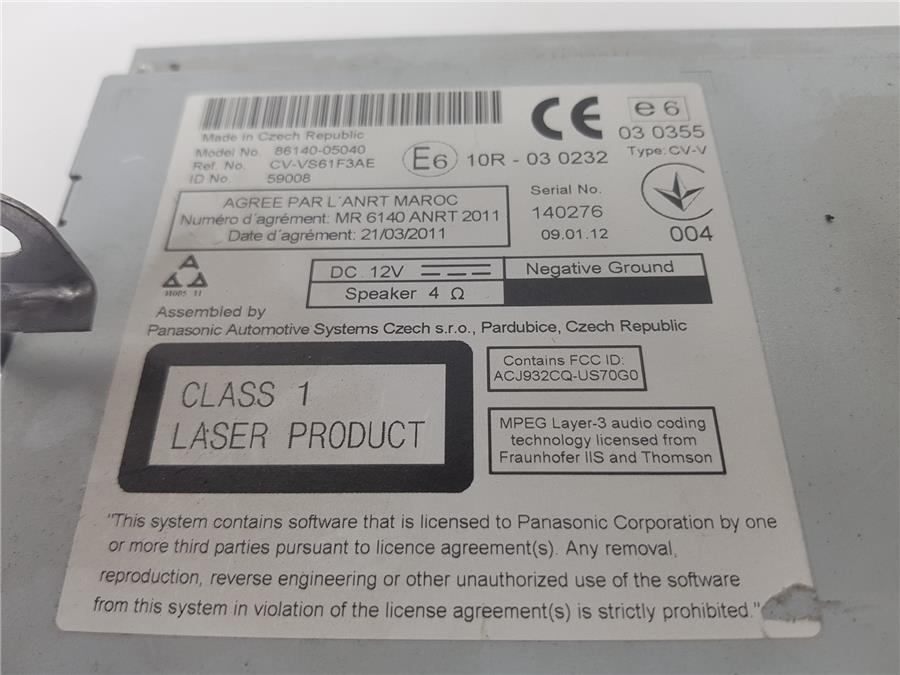 Made in Czech Republic
Model No. 86140-05040
Ref. No. CV-VS61F3AE
ID No. 59008
E6 10R - 03 0232
CE
e 6
03 0355
Type: CV-V
AGREE PAR L'ANRT MAROC
Numéro d'agrément: MR 6140 ANRT 2011
Date d'agrément: 21/03/2011
Serial No.
140276
09.01.12
004
A
H005 11
DC 12V
Negative Ground
Speaker 4 Ω
Assembled by
Panasonic Automotive Systems Czech s.r.o., Pardubice, Czech Republic
CLASS 1
LASER PRODUCT
Contains FCC ID:
ACJ932CQ-US70G0
MPEG Layer-3 audio coding
technology licensed from
Fraunhofer IIS and Thomson
"This system contains software that is licensed to Panasonic Corporation by one
or more third parties pursuant to licence agreement(s). Any removal,
reproduction, reverse engineering or other unauthorized use of the software
from this system in violation of the license agreement(s) is strictly prohibited."